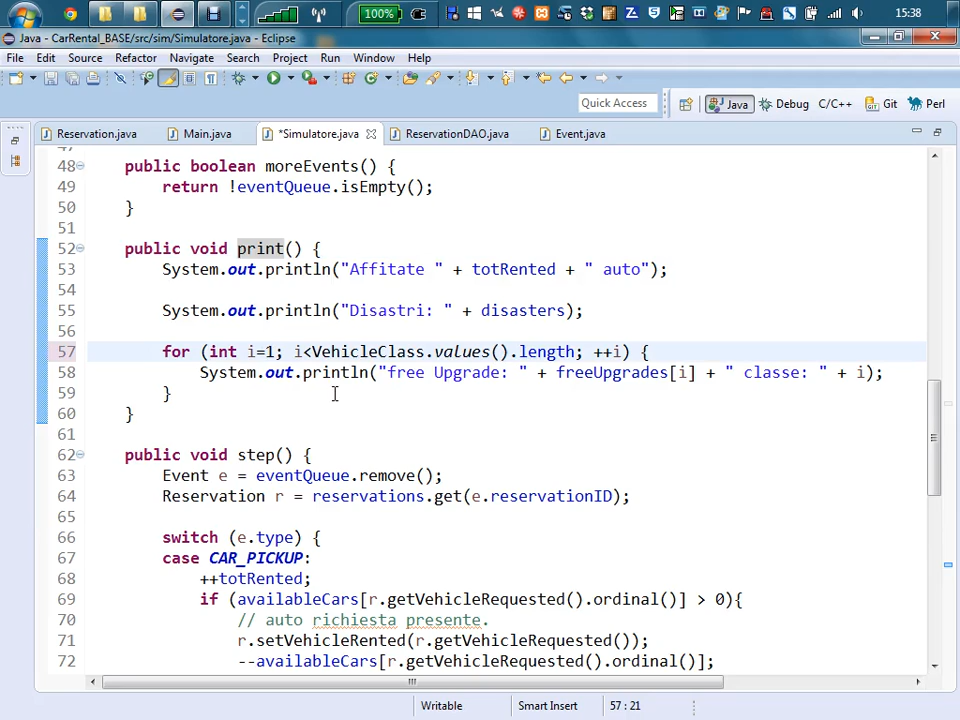 100%
15:38
Java - CarRental_BASE/src/sim/Simulatore.java - Eclipse
File Edit Source Refactor Navigate Search Project Run Window Help
Quick Access
Java
Debug
C/C++
Git
Perl
Reservation.java
Main.java
*Simulatore.java
ReservationDAO.java
Event.java
47
48 public boolean moreEvents() {
49 return !eventQueue.isEmpty();
50 }
51
52 public void print() {
53 System.out.println("Affitate " + totRented + " auto");
54
55 System.out.println("Disastri: " + disasters);
56
57 for (int i=1; i<VehicleClass.values().length; ++i) {
58 System.out.println("free Upgrade: " + freeUpgrades[i] + " classe: " + i);
59 }
60 }
61
62 public void step() {
63 Event e = eventQueue.remove();
64 Reservation r = reservations.get(e.reservationID);
65
66 switch (e.type) {
67 case CAR_PICKUP:
68 ++totRented;
69 if (availableCars[r.getVehicleRequested().ordinal()] > 0){
70 // auto richiesta presente.
71 r.setVehicleRented(r.getVehicleRequested());
72 --availableCars[r.getVehicleRequested().ordinal()];
Writable
Smart Insert
57 : 21